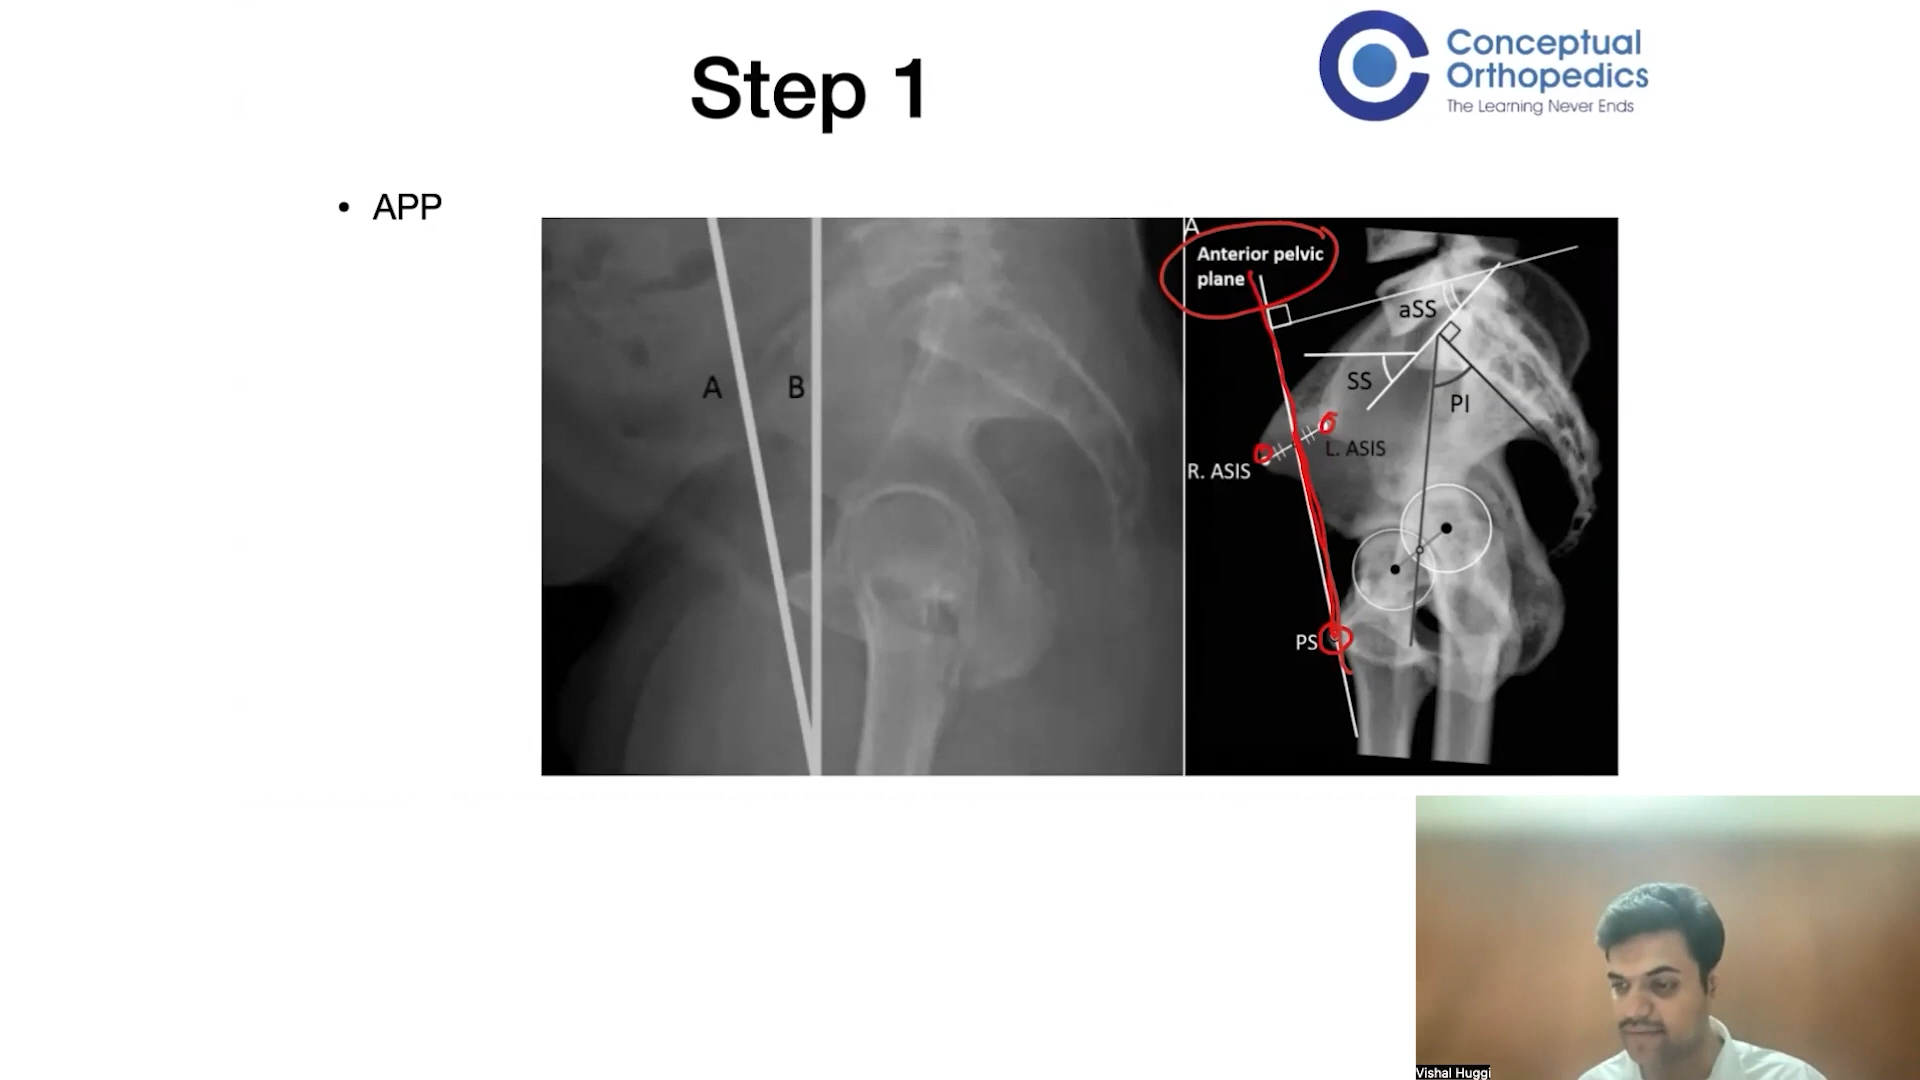 Step 1
Conceptual
Orthopedics
The Learning Never Ends
• APP
A
B
A
Anterior pelvic
plane
aSS
SS
PI
L. ASIS
R. ASIS
PS
Vishal Huggi